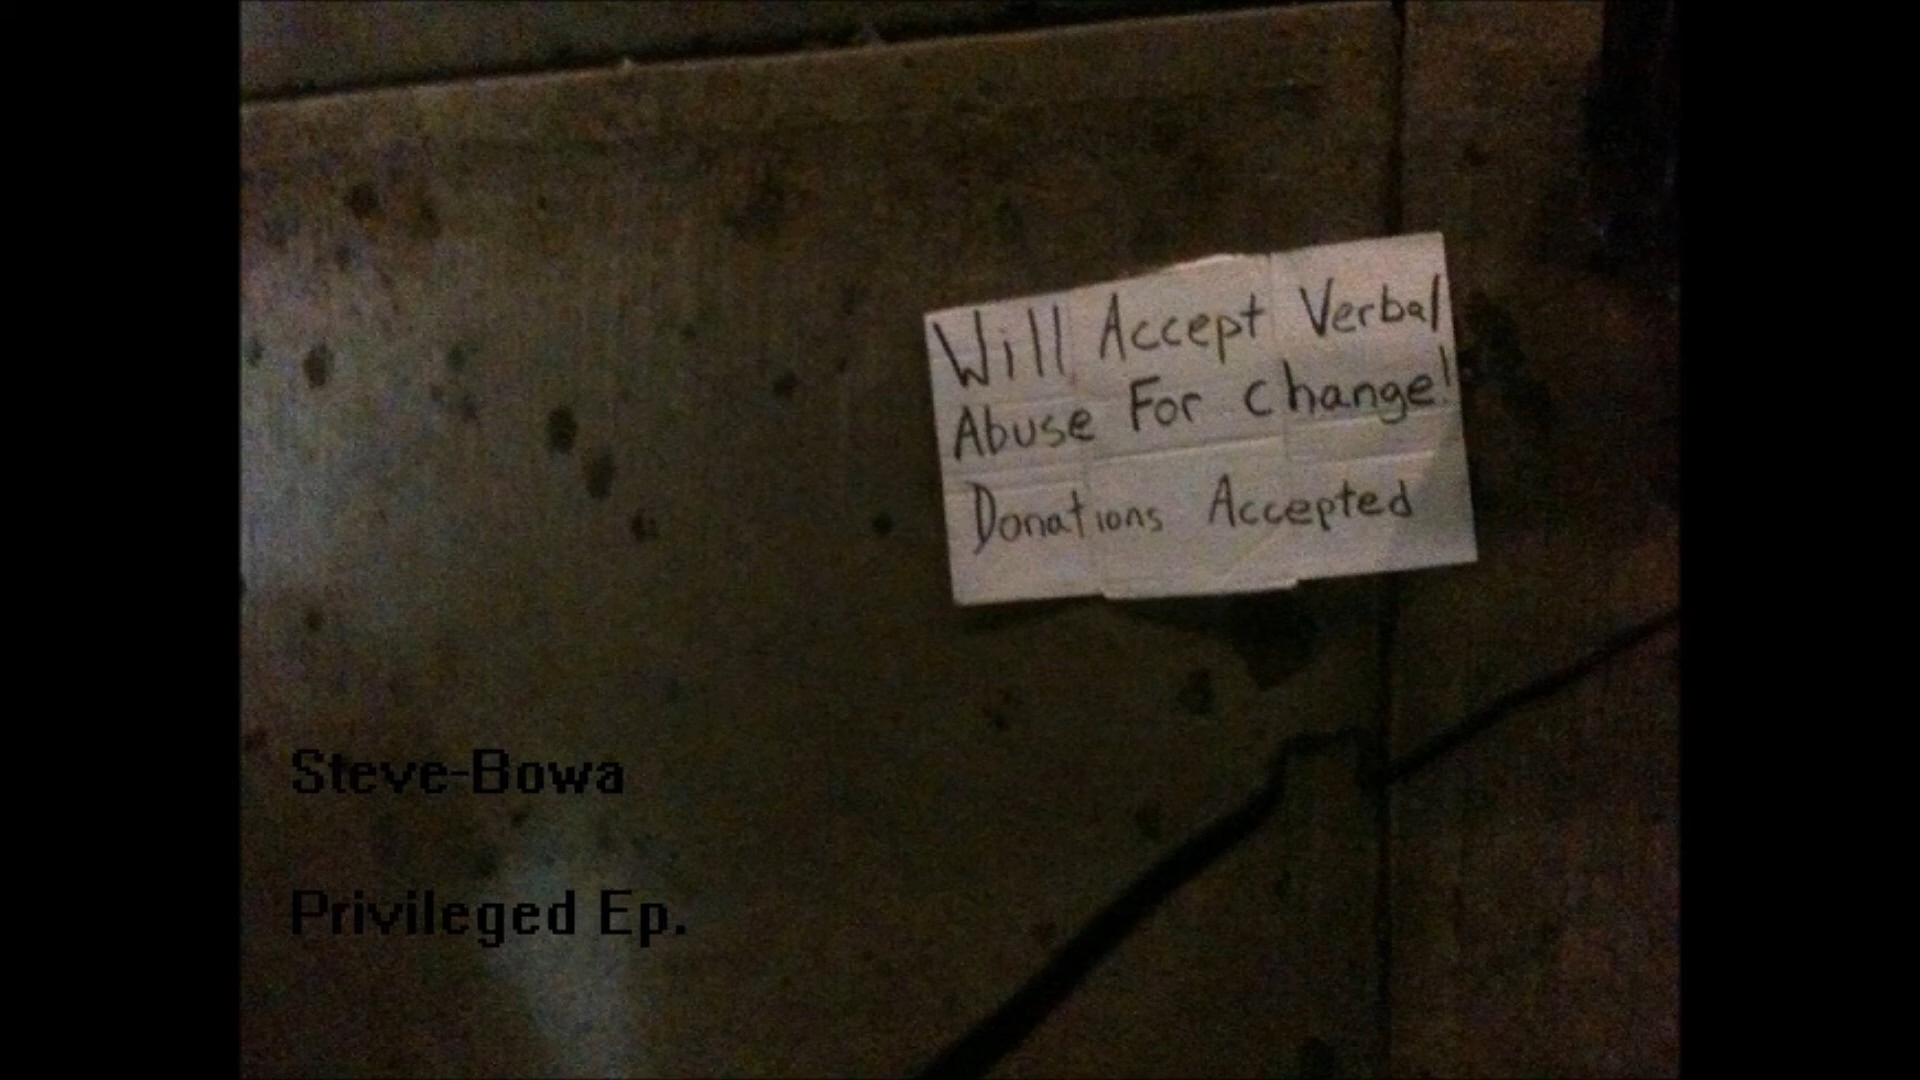 Will Accept Verbal
Abuse For change!
Donations Accepted
Steve-Bowa
Privileged Ep.